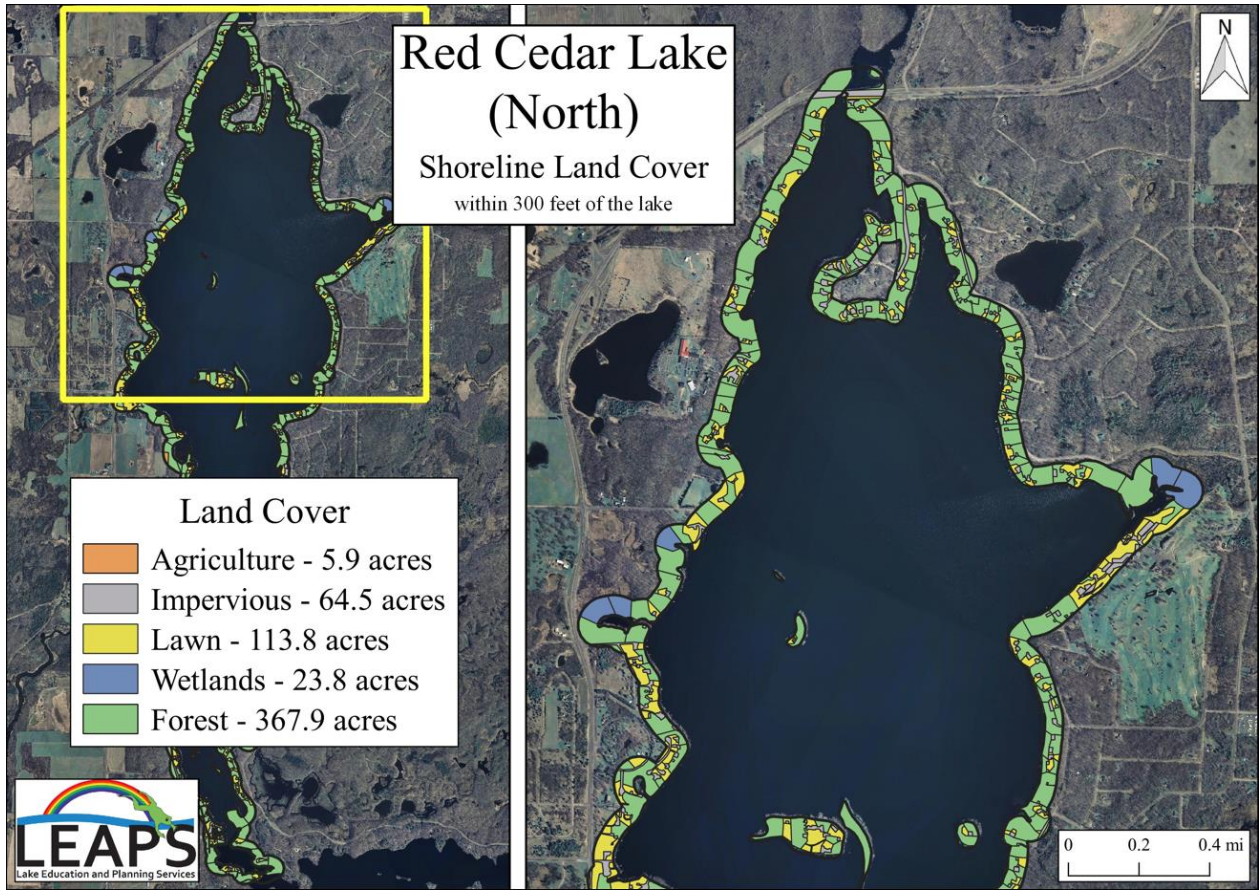 Red Cedar Lake
(North)
Shoreline Land Cover
within 300 feet of the lake
N
Land Cover
Agriculture - 5.9 acres
Impervious - 64.5 acres
Lawn - 113.8 acres
Wetlands - 23.8 acres
Forest - 367.9 acres
LEAPS
Lake Education and Planning Services
0 0.2 0.4 mi